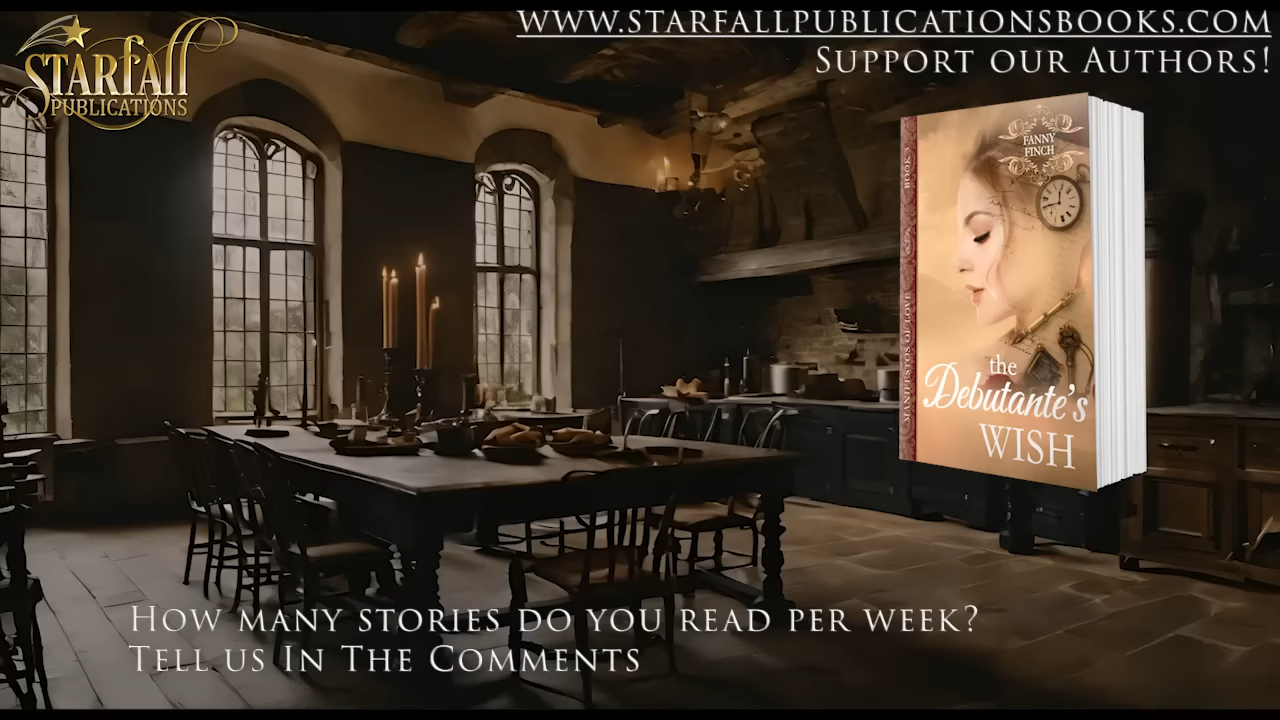 STARfall
PUBLICATIONS
WWW.STARFALLPUBLICATIONSBOOKS.COM
SUPPORT OUR AUTHORS!
FANNY
FINCH
BOOK 3
MANIFESTOS OF LOVE
the
Debutante's
WISH
HOW MANY STORIES DO YOU READ PER WEEK?
TELL US IN THE COMMENTS